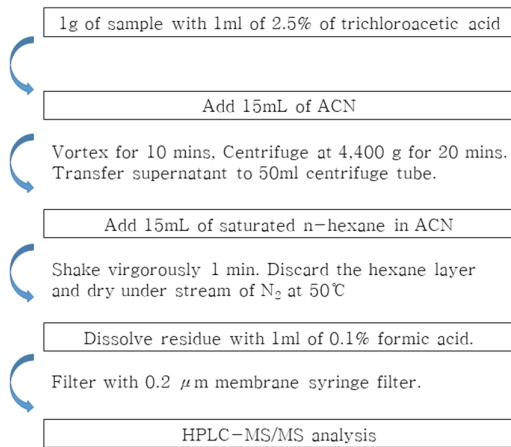 1g of sample with 1ml of 2.5% of trichloroacetic acid
Add 15mL of ACN
Vortex for 10 mins, Centrifuge at 4,400 g for 20 mins.
Transfer supernatant to 50ml centrifuge tube.
Add 15mL of saturated n-hexane in ACN
Shake virgorously 1 min. Discard the hexane layer
and dry under stream of N₂ at 50℃
Dissolve residue with 1ml of 0.1% formic acid.
Filter with 0.2 μm membrane syringe filter.
HPLC-MS/MS analysis